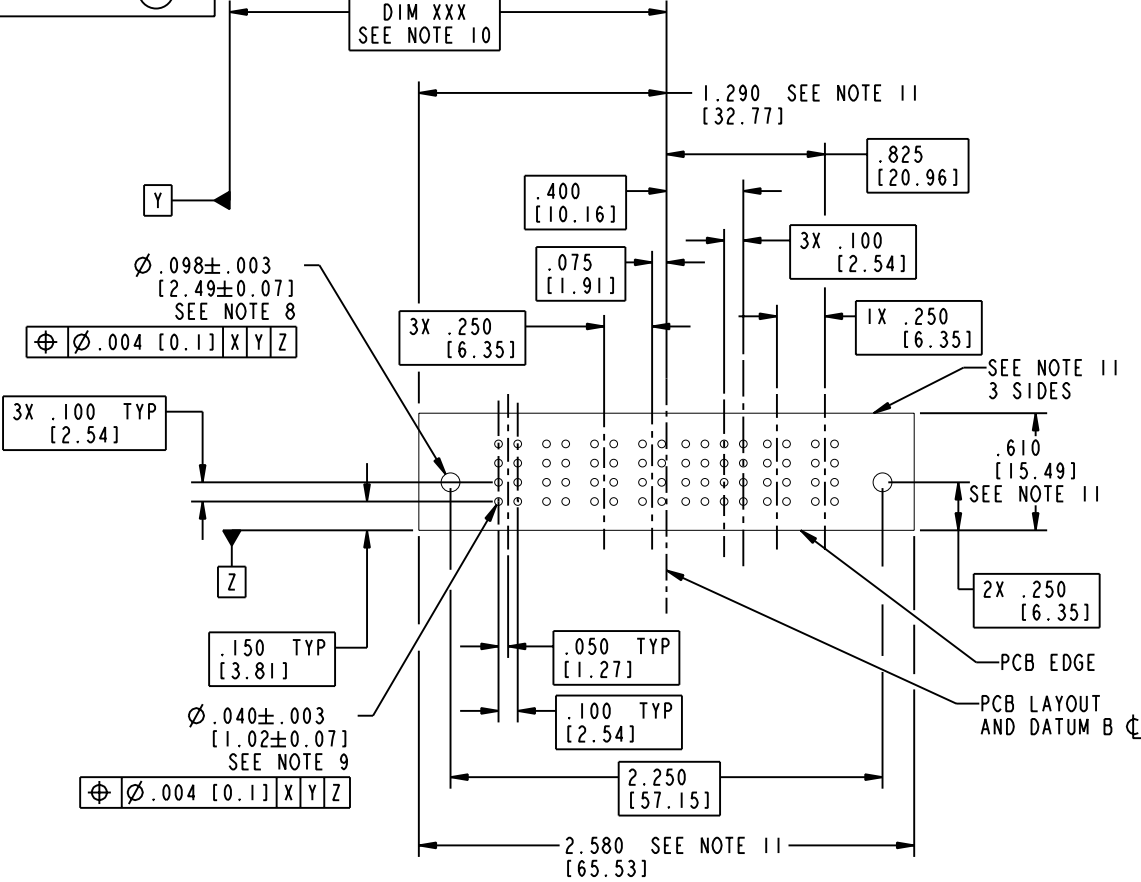 DIM XXX
SEE NOTE 10
1.290 SEE NOTE 11
[32.77]
.825
[20.96]
.400
[10.16]
Y
3X .100
[2.54]
.075
[1.91]
Ø.098±.003
[2.49±0.07]
SEE NOTE 8
⌖ Ø.004 [0.1] X Y Z
3X .250
[6.35]
1X .250
[6.35]
SEE NOTE 11
3 SIDES
3X .100 TYP
[2.54]
.610
[15.49]
SEE NOTE 11
Z
2X .250
[6.35]
.150 TYP
[3.81]
.050 TYP
[1.27]
PCB EDGE
Ø.040±.003
[1.02±0.07]
SEE NOTE 9
⌖ Ø.004 [0.1] X Y Z
.100 TYP
[2.54]
PCB LAYOUT
AND DATUM B ℄
2.250
[57.15]
2.580 SEE NOTE 11
[65.53]